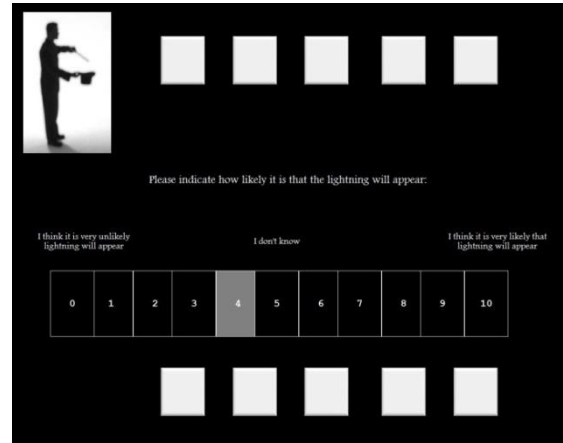 Please indicate how likely it is that the lightning will appear:
I think it is very unlikely
lightning will appear
I don't know
I think it is very likely that
lightning will appear
0 1 2 3 4 5 6 7 8 9 10